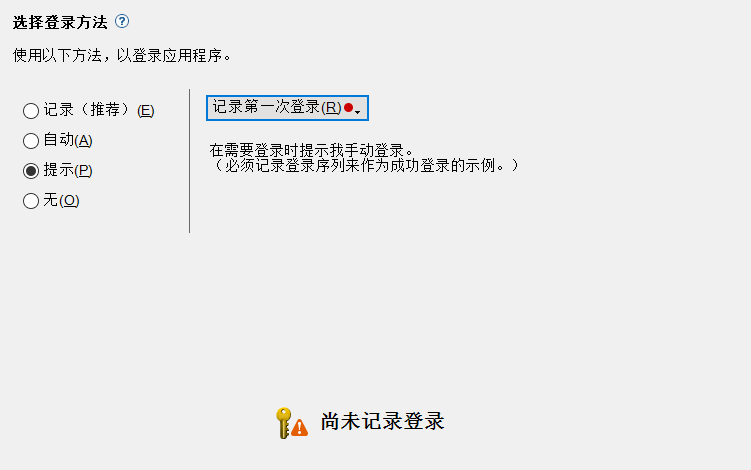 选择登录方法 ?
使用以下方法，以登录应用程序。
记录（推荐）(E)
自动(A)
提示(P)
无(O)
记录第一次登录(R)
在需要登录时提示我手动登录。
（必须记录登录序列来作为成功登录的示例。）
尚未记录登录